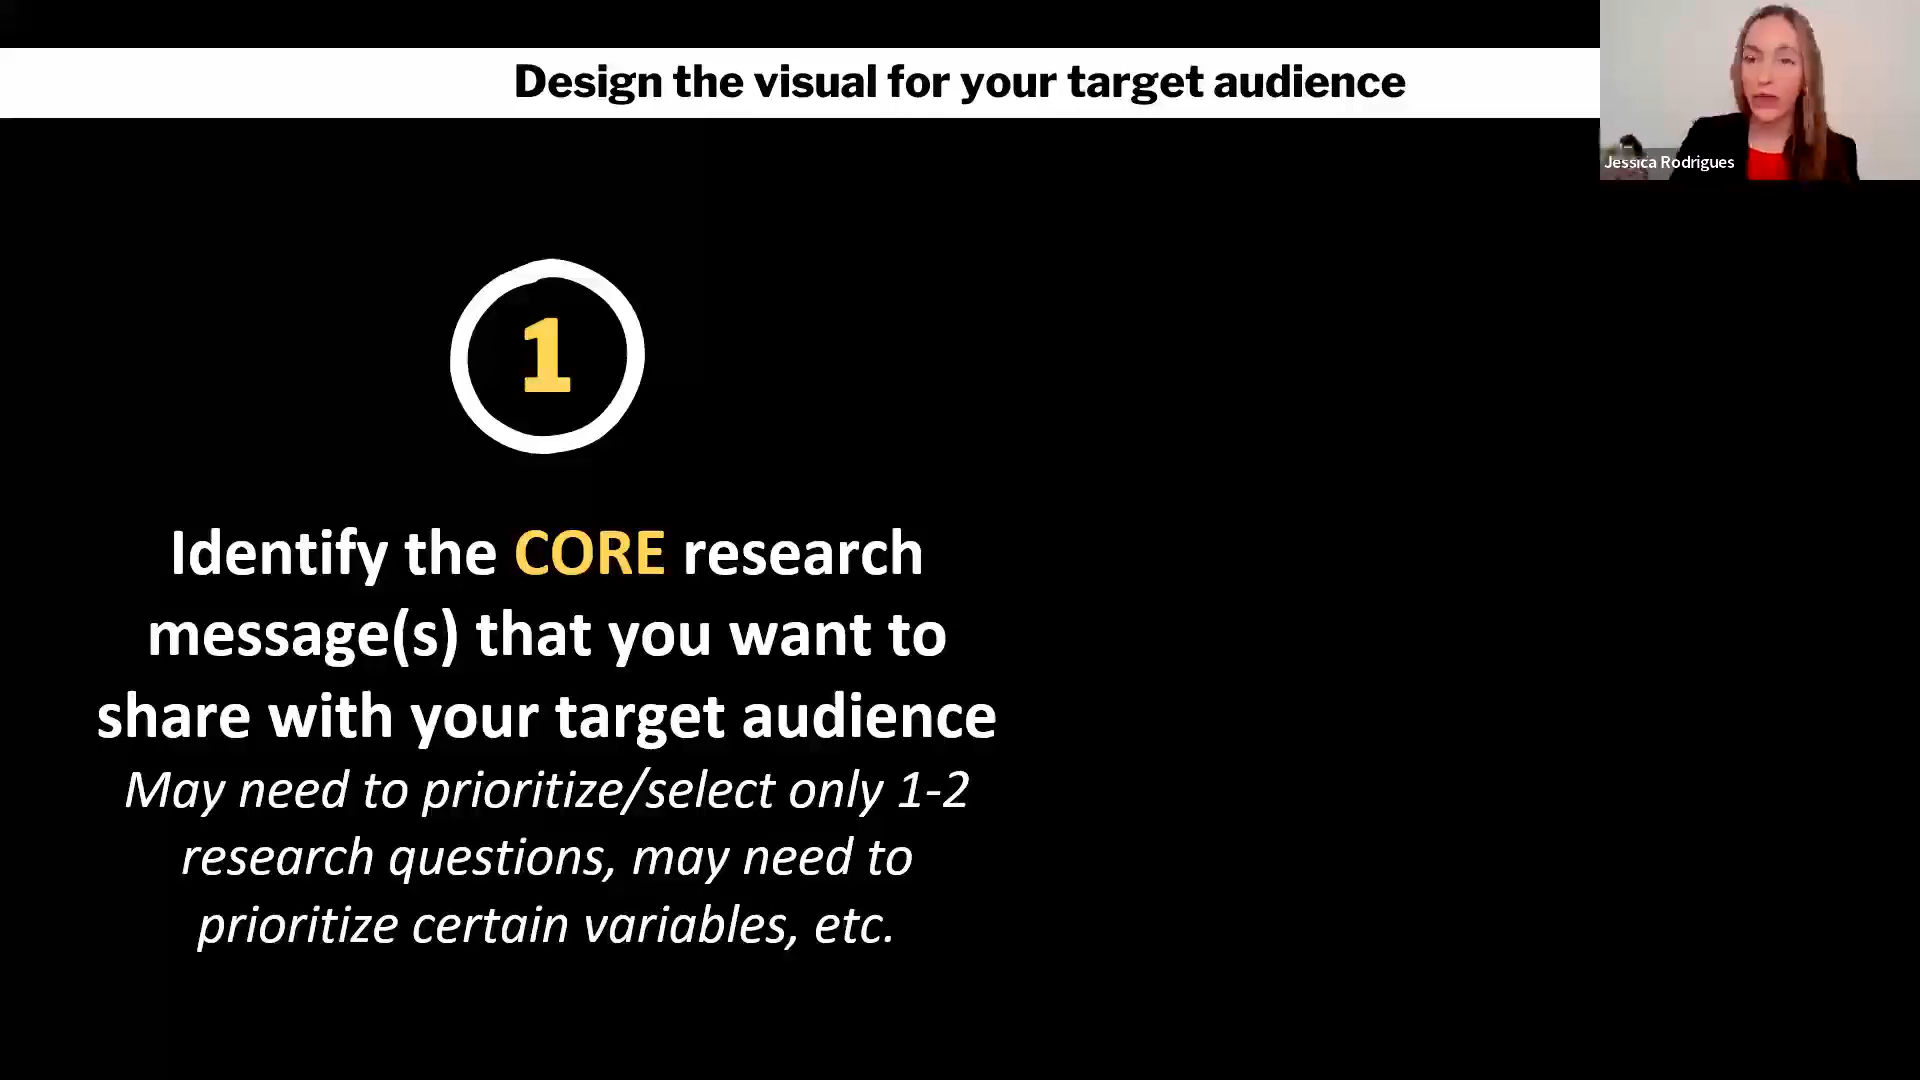 Design the visual for your target audience
Jessica Rodrigues
1
Identify the CORE research
message(s) that you want to
share with your target audience
May need to prioritize/select only 1-2
research questions, may need to
prioritize certain variables, etc.